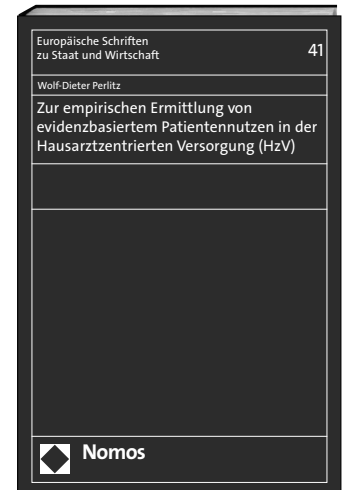 Europäische Schriften
zu Staat und Wirtschaft
41
Wolf-Dieter Perlitz
Zur empirischen Ermittlung von
evidenzbasiertem Patientennutzen in der
Hausarztzentrierten Versorgung (HzV)
Nomos